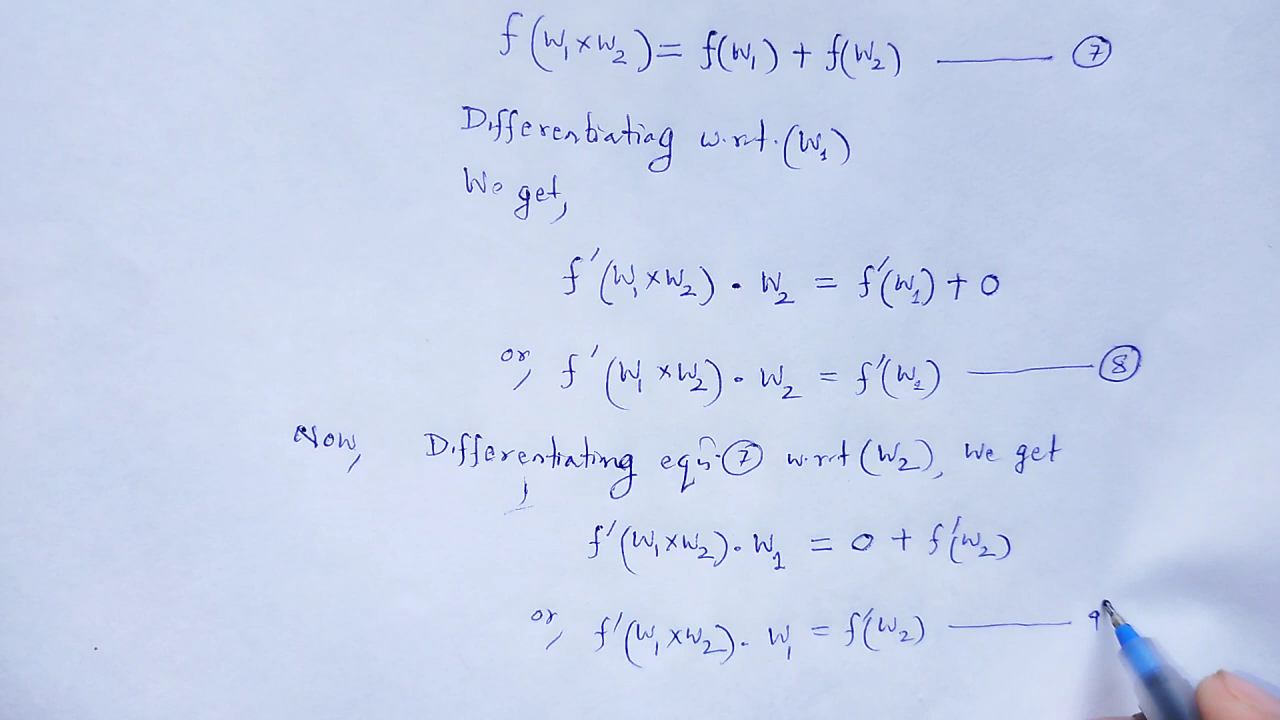 f(W₁×W₂) = f(W₁) + f(W₂) —— ⑦
Differentiating w.r.t. (W₁)
We get,
f′(W₁×W₂) · W₂ = f′(W₁) + 0
or, f′(W₁×W₂) · W₂ = f′(W₁) —— ⑧
Now, Differentiating eqn. ⑦ w.r.t (W₂), We get
f′(W₁×W₂) · W₁ = 0 + f′(W₂)
or, f′(W₁×W₂) · W₁ = f′(W₂) —— 9